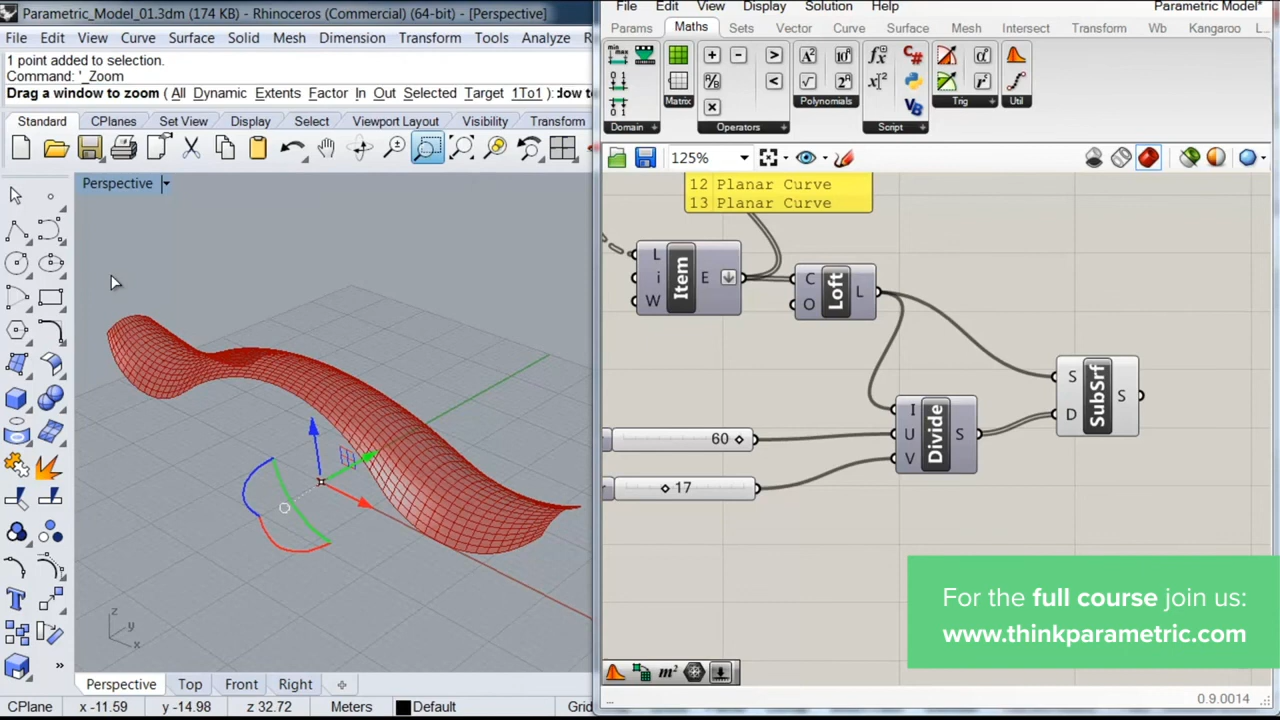 Parametric_Model_01.3dm (174 KB) - Rhinoceros (Commercial) (64-bit) - [Perspective]
File Edit View Curve Surface Solid Mesh Dimension Transform Tools Analyze
1 point added to selection.
Command: '_Zoom
Drag a window to zoom ( All Dynamic Extents Factor In Out Selected Target 1To1 ):
Standard CPlanes Set View Display Select Viewport Layout Visibility Transform
Perspective
z
y
x
Perspective Top Front Right
CPlane x -11.59 y -14.98 z 32.72 Meters Default Grid
File Edit View Display Solution Help Parametric Model*
Params Maths Sets Vector Curve Surface Mesh Intersect Transform Wb Kangaroo L...
Matrix Polynomials Trig Util
Domain Operators Script
125%
12 Planar Curve
13 Planar Curve
L
i
W
Item
E
C
O
Loft
L
S
D
SubSrf
S
I
U
V
Divide
S
60
17
For the full course join us:
www.thinkparametric.com
m²
...
0.9.0014